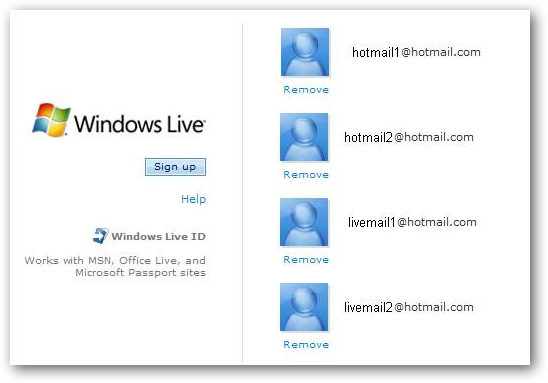 Windows Live
Sign up
Help
Windows Live ID
Works with MSN, Office Live, and
Microsoft Passport sites
hotmail1@hotmail.com
Remove
hotmail2@hotmail.com
Remove
livemail1@hotmail.com
Remove
livemail2@hotmail.com
Remove